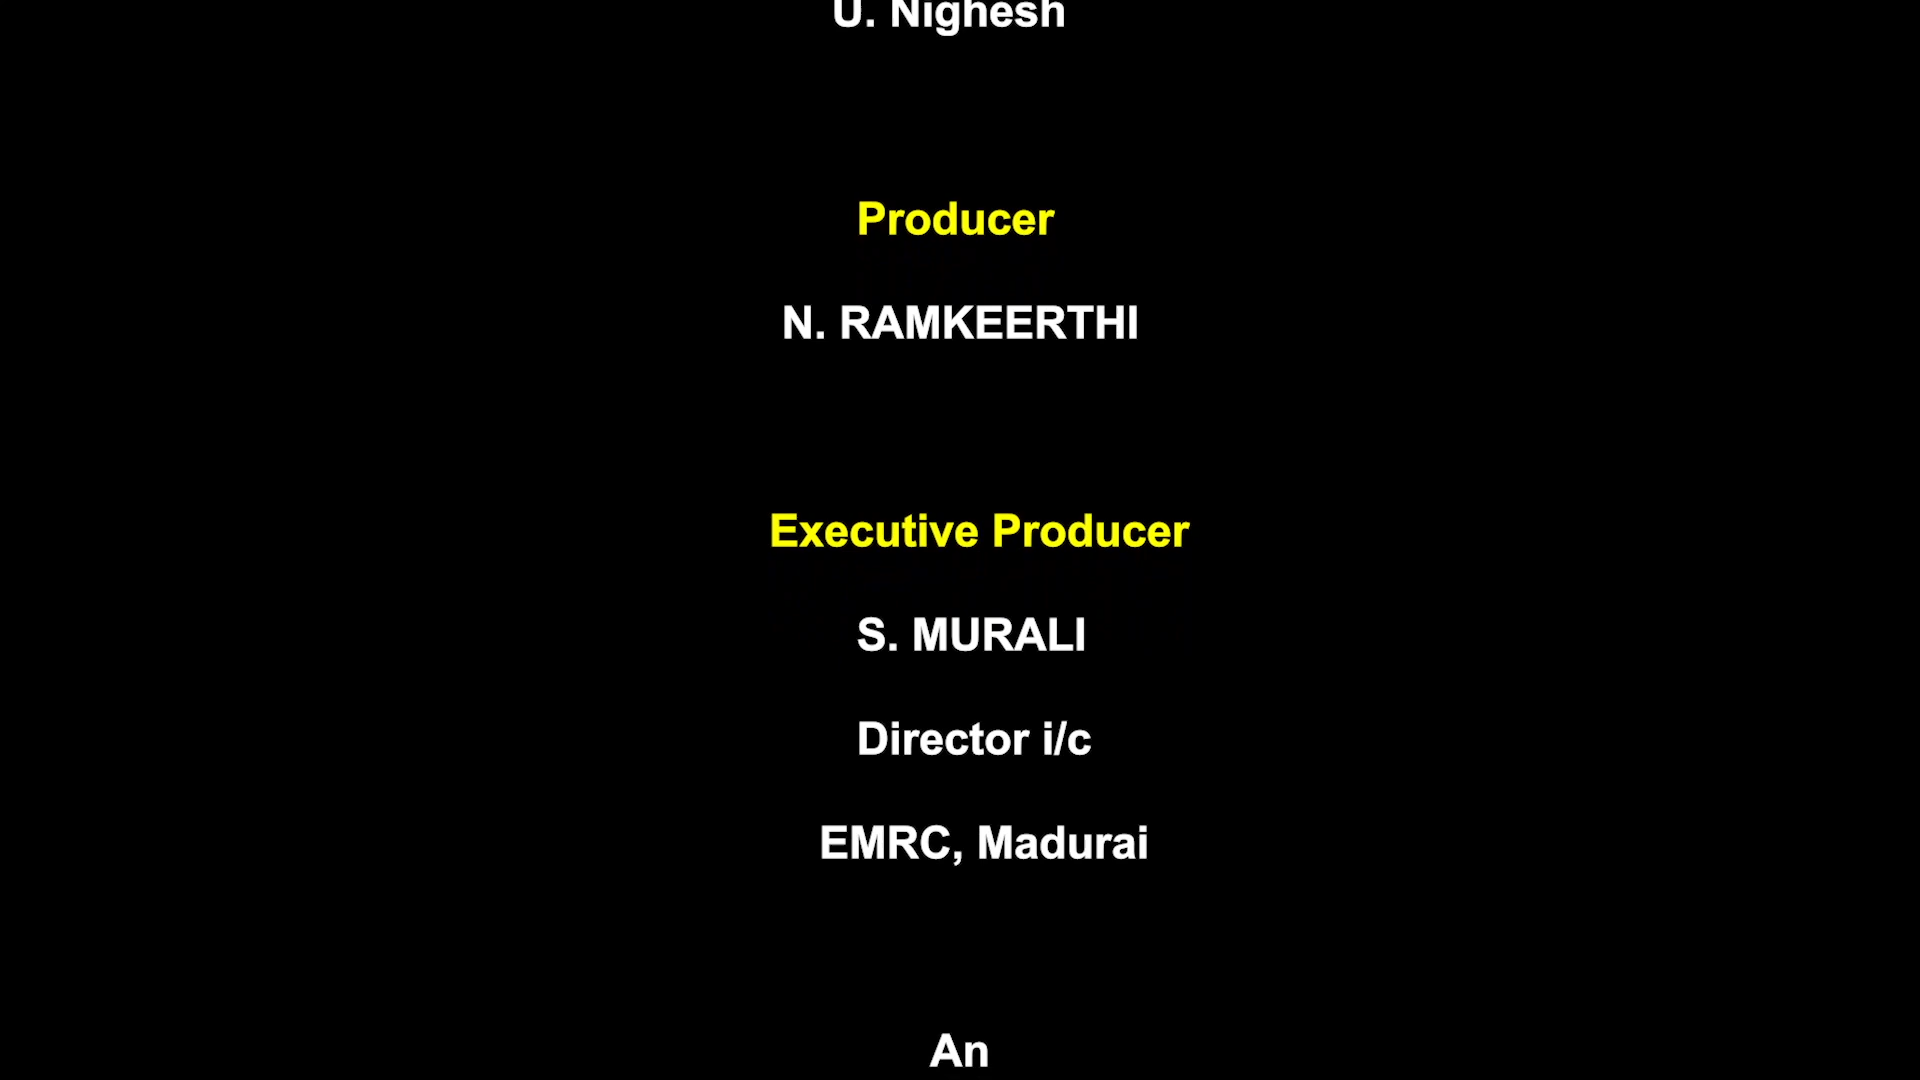 U. Nighesh
Producer
N. RAMKEERTHI
Executive Producer
S. MURALI
Director i/c
EMRC, Madurai
An